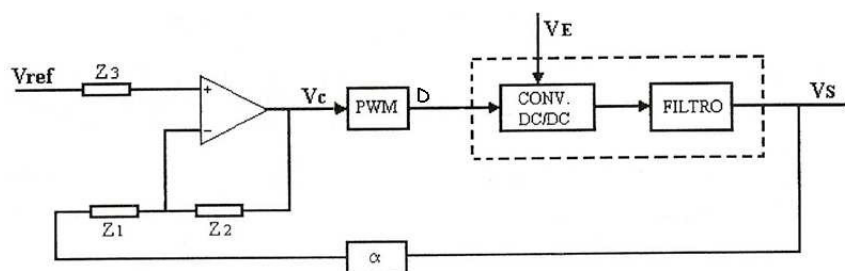 VE
Vref
Z3
+
Vc
PWM
D
CONV.
DC/DC
FILTRO
VS
−
Z1
Z2
α